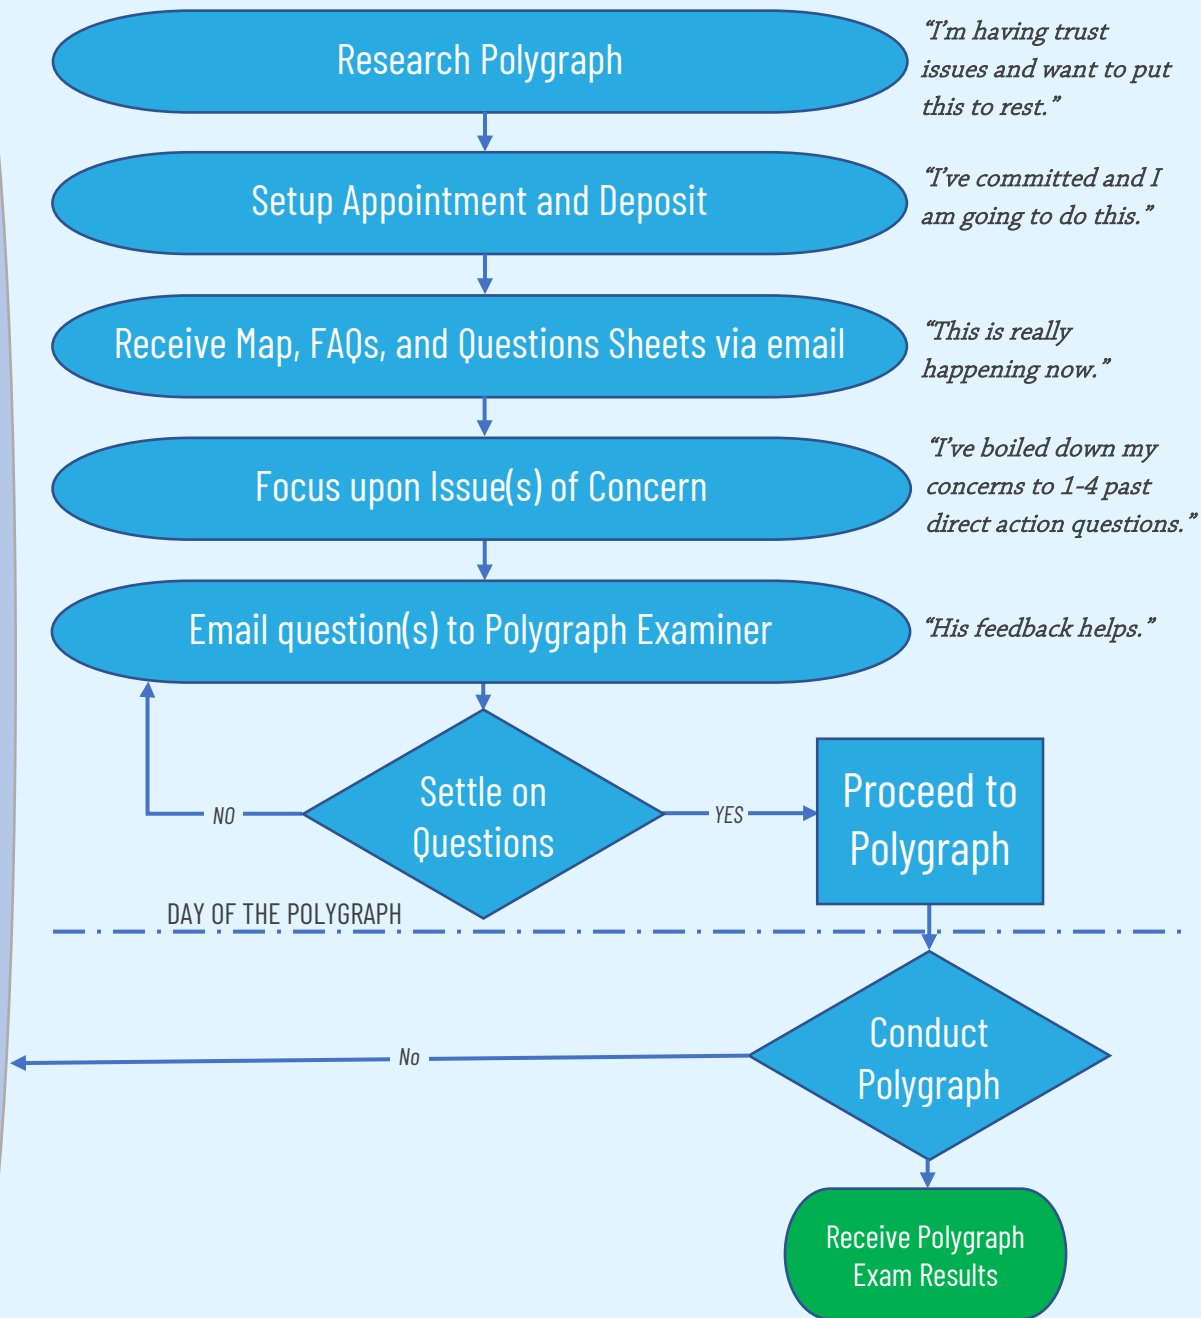 Research Polygraph
“I’m having trust
issues and want to put
this to rest.”
Setup Appointment and Deposit
“I’ve committed and I
am going to do this.”
Receive Map, FAQs, and Questions Sheets via email
“This is really
happening now.”
Focus upon Issue(s) of Concern
“I’ve boiled down my
concerns to 1-4 past
direct action questions.”
Email question(s) to Polygraph Examiner
“His feedback helps.”
Settle on
Questions
NO
YES
Proceed to
Polygraph
DAY OF THE POLYGRAPH
Conduct
Polygraph
No
Receive Polygraph
Exam Results